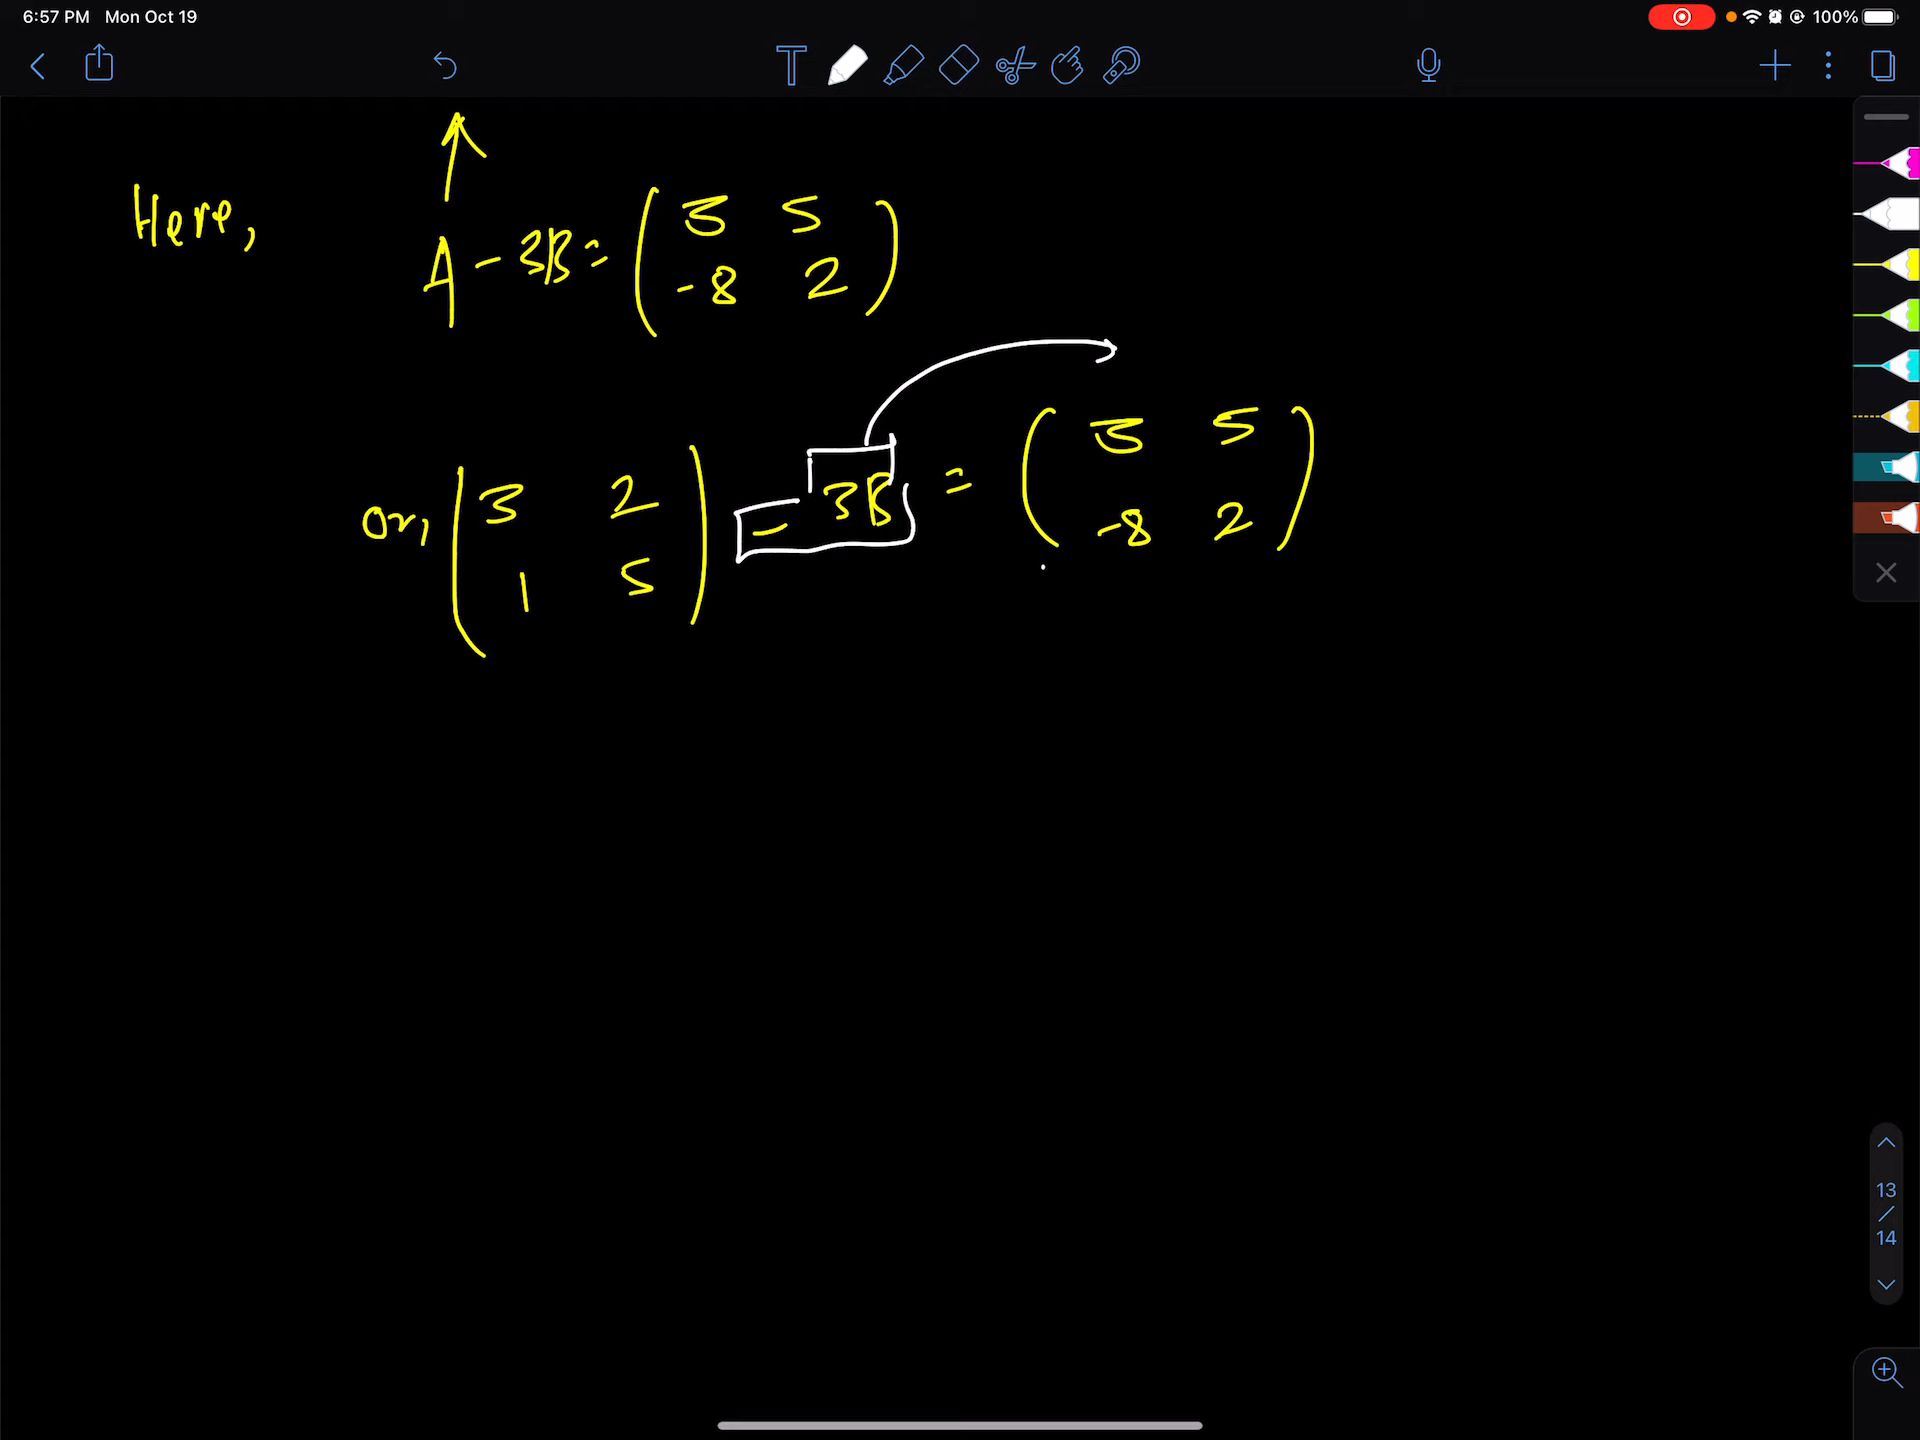 6:57 PM Mon Oct 19 100%
T
Here,
A - 3B = ( 3 5
-8 2 )
or, ( 3 2
1 5 ) - 3B = ( 3 5
-8 2 )
13
/
14